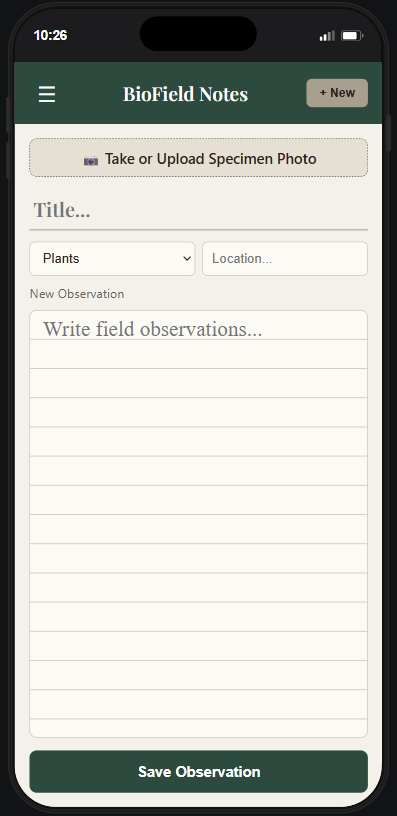 10:26
BioField Notes
+ New
Take or Upload Specimen Photo
Title...
Plants
Location...
New Observation
Write field observations...
Save Observation